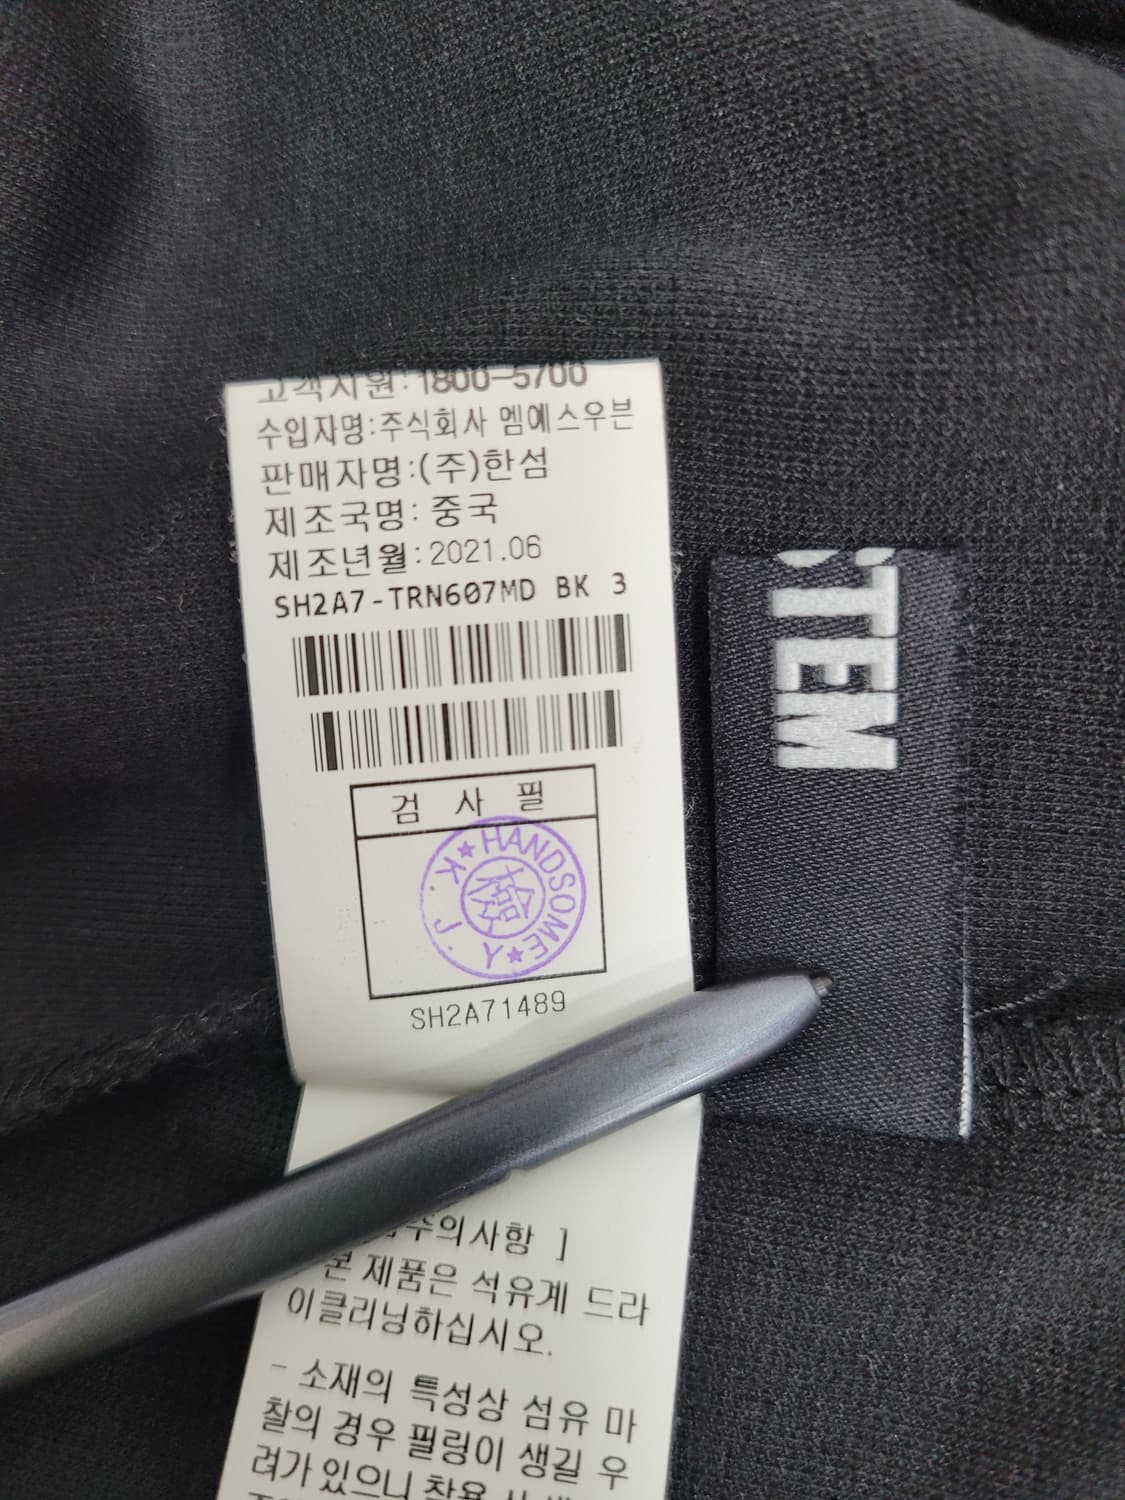 고객지원:1800-5700
수입자명:주식회사 멤에스우븐
판매자명:(주)한섬
제조국명: 중국
제조년월:2021.06
SH2A7-TRN607MD BK 3
검 사 필
HANDSOME
Y.J.K.
檢
SH2A71489
주의사항 ]
본 제품은 석유계 드라
이클리닝하십시오.
- 소재의 특성상 섬유 마
찰의 경우 필링이 생길 우
려가 있으니 착용
STEM